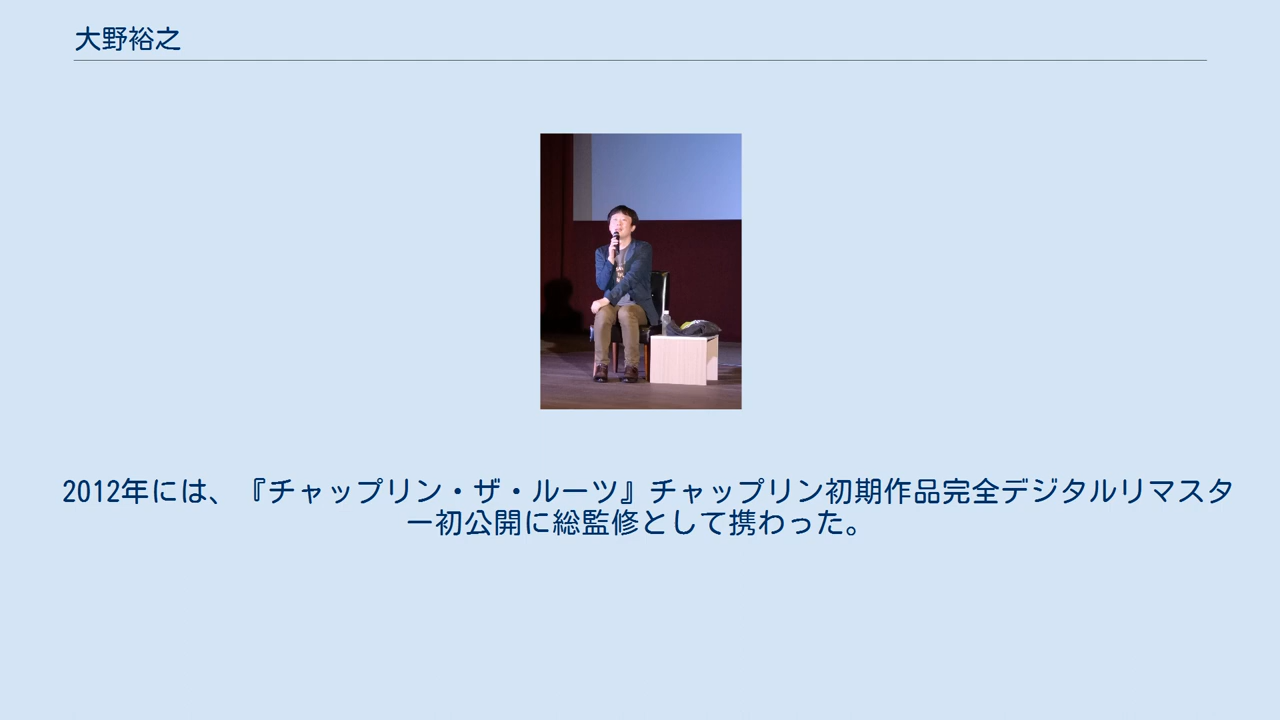 大野裕之
2012年には、『チャップリン・ザ・ルーツ』チャップリン初期作品完全デジタルリマスタ
ー初公開に総監修として携わった。